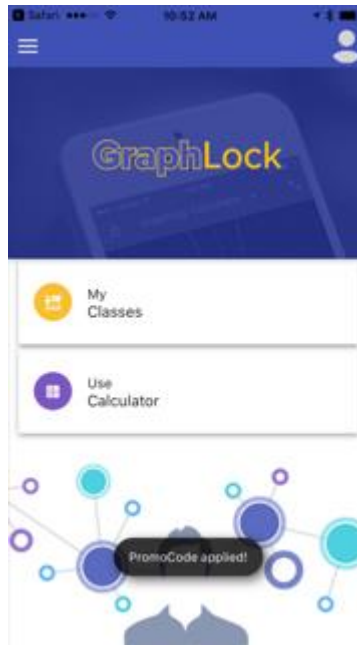 Safari
10:52 AM
GraphLock
My
Classes
Use
Calculator
PromoCode applied!